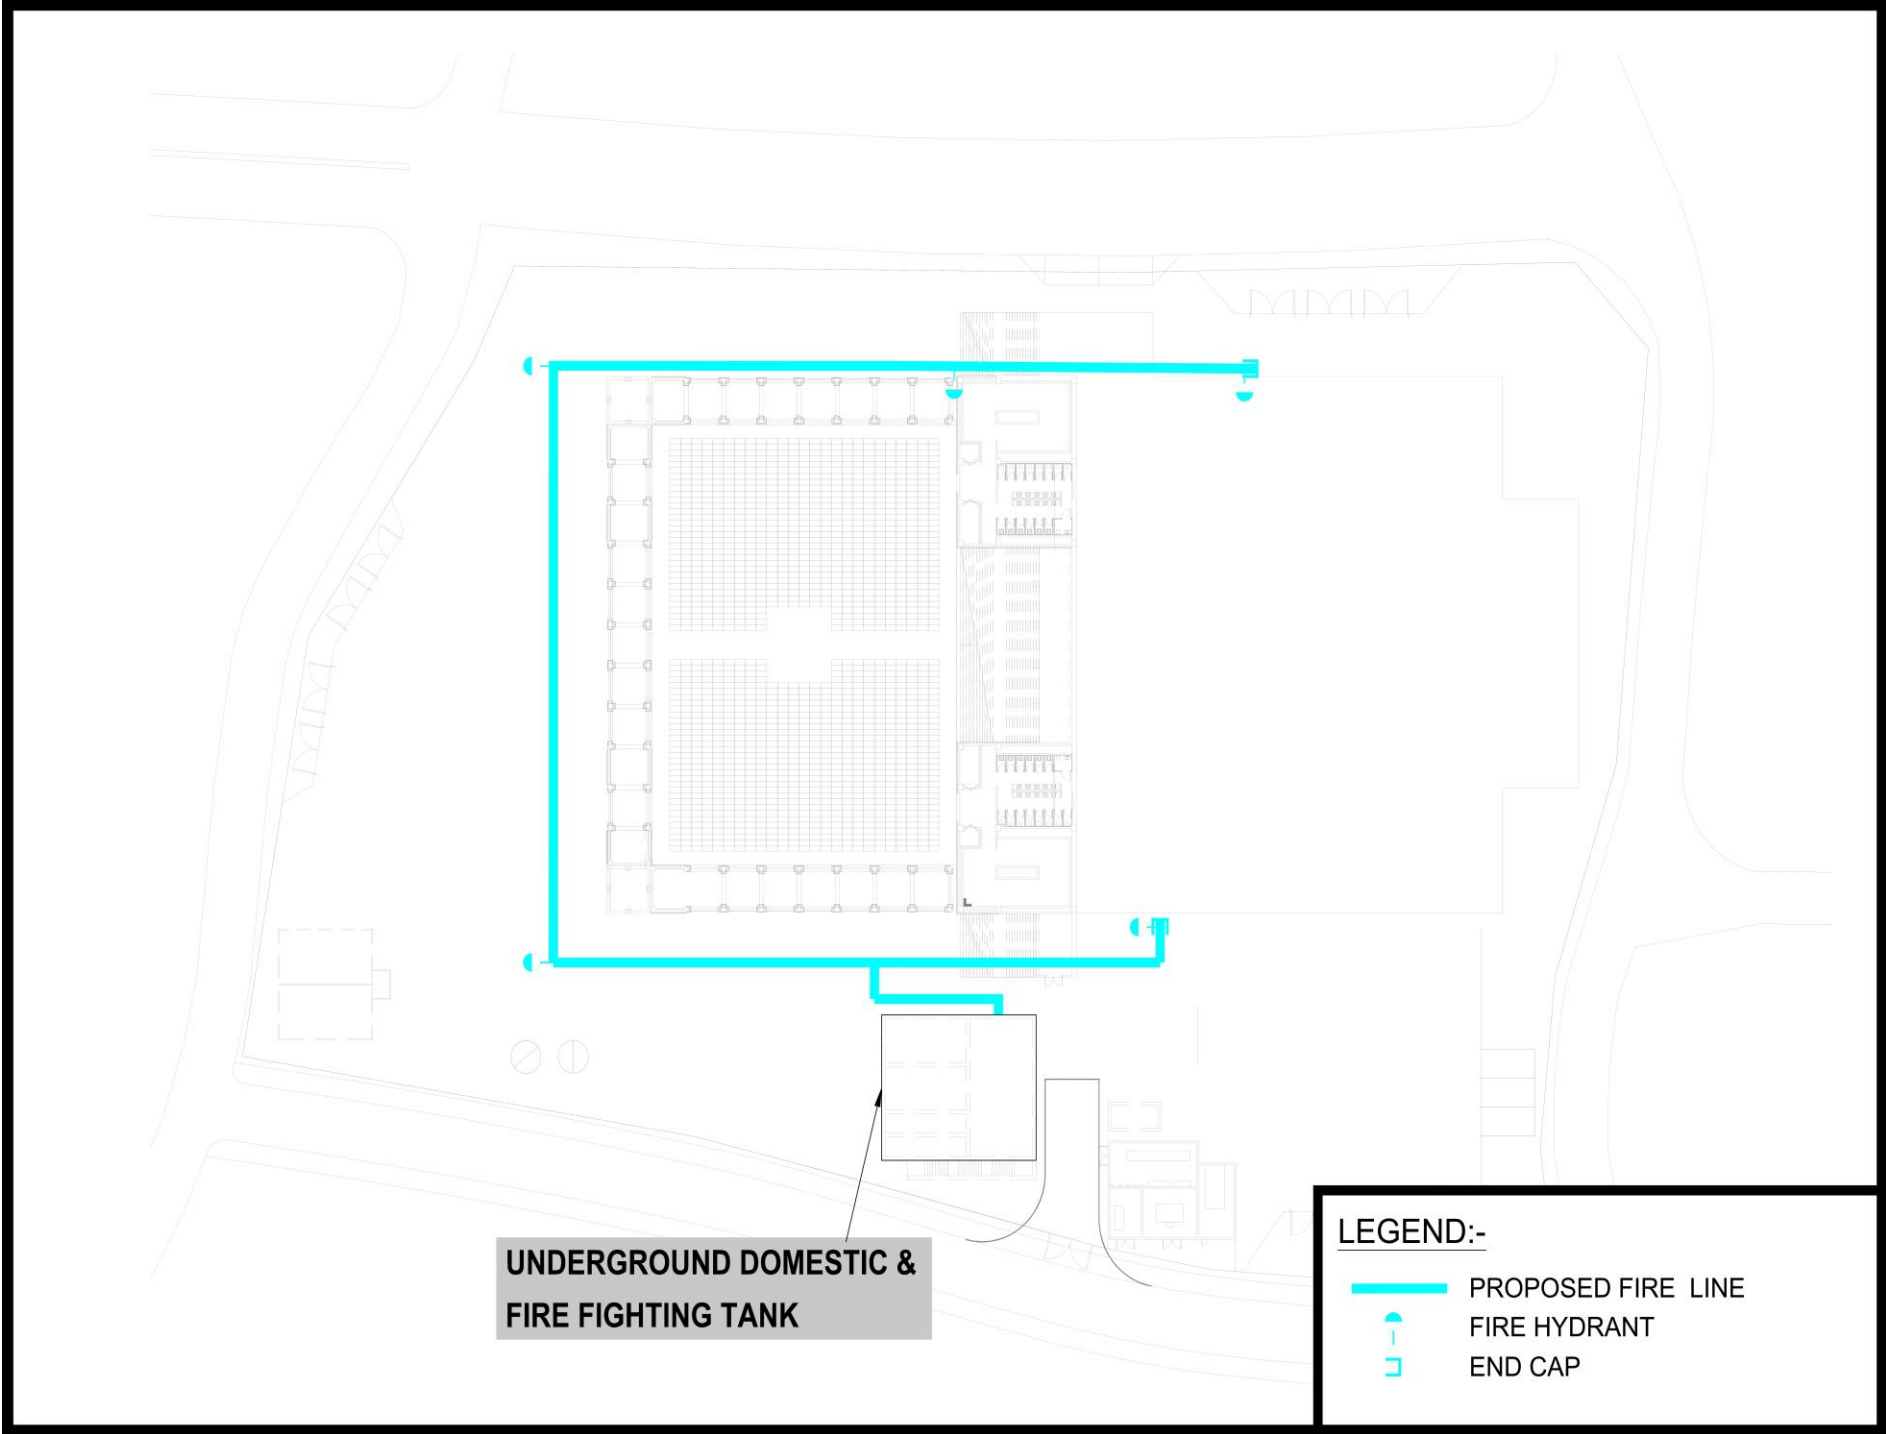 UNDERGROUND DOMESTIC &
FIRE FIGHTING TANK
LEGEND:-
PROPOSED FIRE LINE
FIRE HYDRANT
END CAP